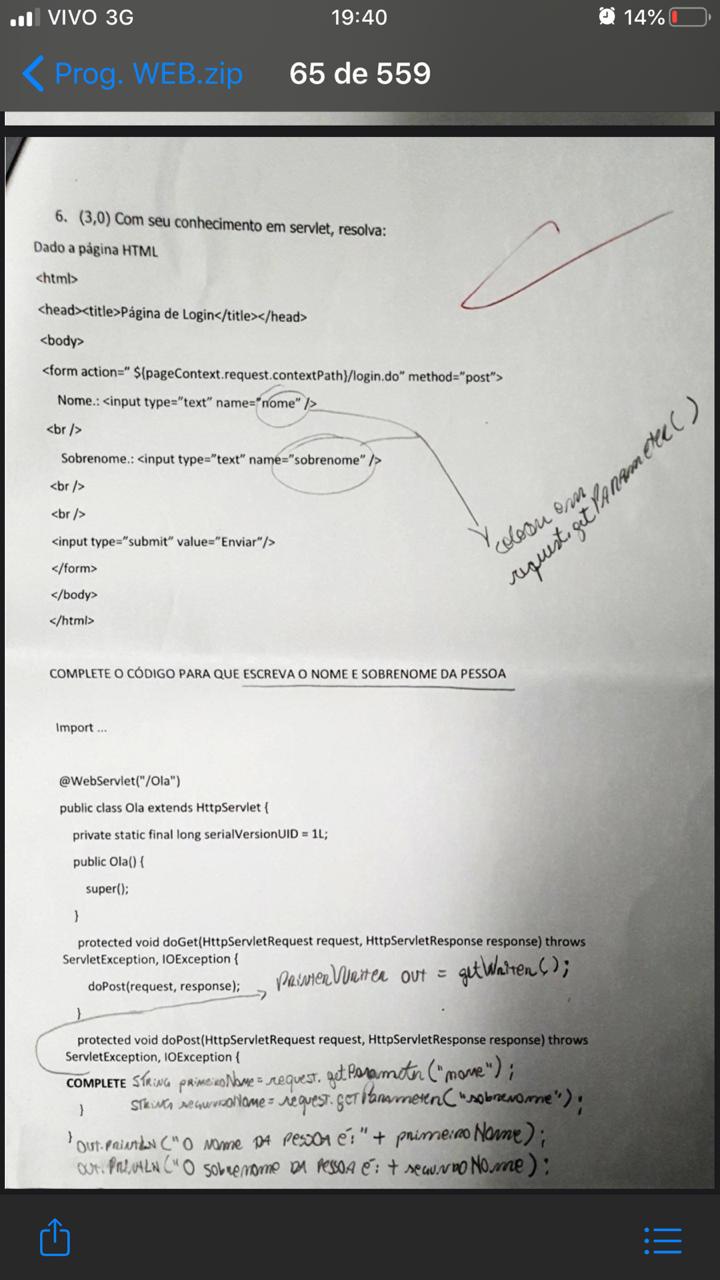 VIVO 3G 19:40 14%
Prog. WEB.zip 65 de 559
6. (3,0) Com seu conhecimento em servlet, resolva:
Dado a página HTML
<html>
<head><title>Página de Login</title></head>
<body>
<form action=" ${pageContext.request.contextPath}/login.do" method="post">
Nome.: <input type="text" name="nome" />
<br />
Sobrenome.: <input type="text" name="sobrenome" />
<br />
<br />
<input type="submit" value="Enviar"/>
</form>
</body>
</html>
request.getPARAmeter()
COMPLETE O CÓDIGO PARA QUE ESCREVA O NOME E SOBRENOME DA PESSOA
Import ...
@WebServlet("/Ola")
public class Ola extends HttpServlet {
private static final long serialVersionUID = 1L;
public Ola() {
super();
}
protected void doGet(HttpServletRequest request, HttpServletResponse response) throws
ServletException, IOException {
doPost(request, response); PrinterWriter out = getWriter();
}
protected void doPost(HttpServletRequest request, HttpServletResponse response) throws
ServletException, IOException {
COMPLETE String primeiroName = request.getParameter("nome");
} String segundoName = request.getParameter("sobrenome");
} out.println("O nome da pessoa é:" + primeiroName);
out.println("O sobrenome da pessoa é: + segundoNome);